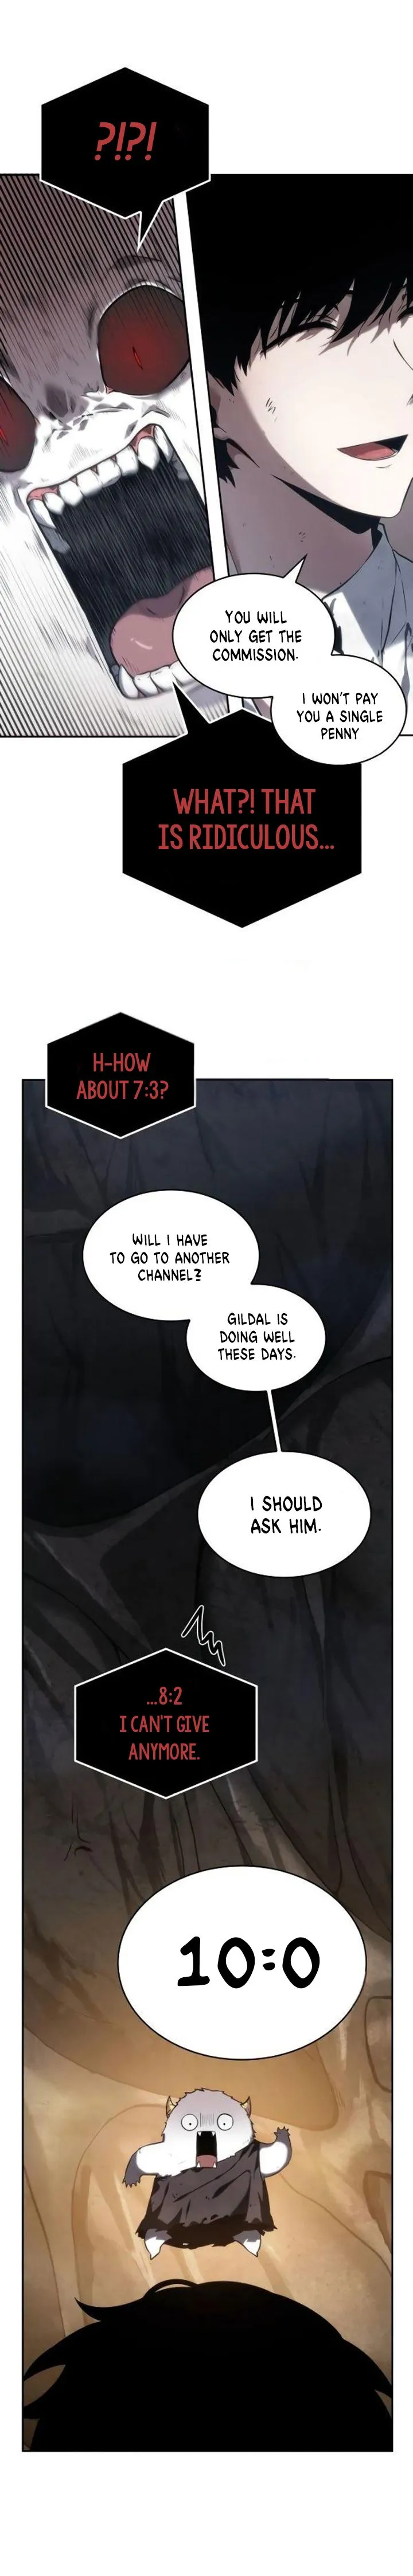 ?!?!
YOU WILL
ONLY GET THE
COMMISSION.
I WON'T PAY
YOU A SINGLE
PENNY
WHAT?! THAT
IS RIDICULOUS...
H-HOW
ABOUT 7:3?
WILL I HAVE
TO GO TO ANOTHER
CHANNEL?
GILDAL IS
DOING WELL
THESE DAYS.
I SHOULD
ASK HIM.
...8:2
I CAN'T GIVE
ANYMORE.
10:0